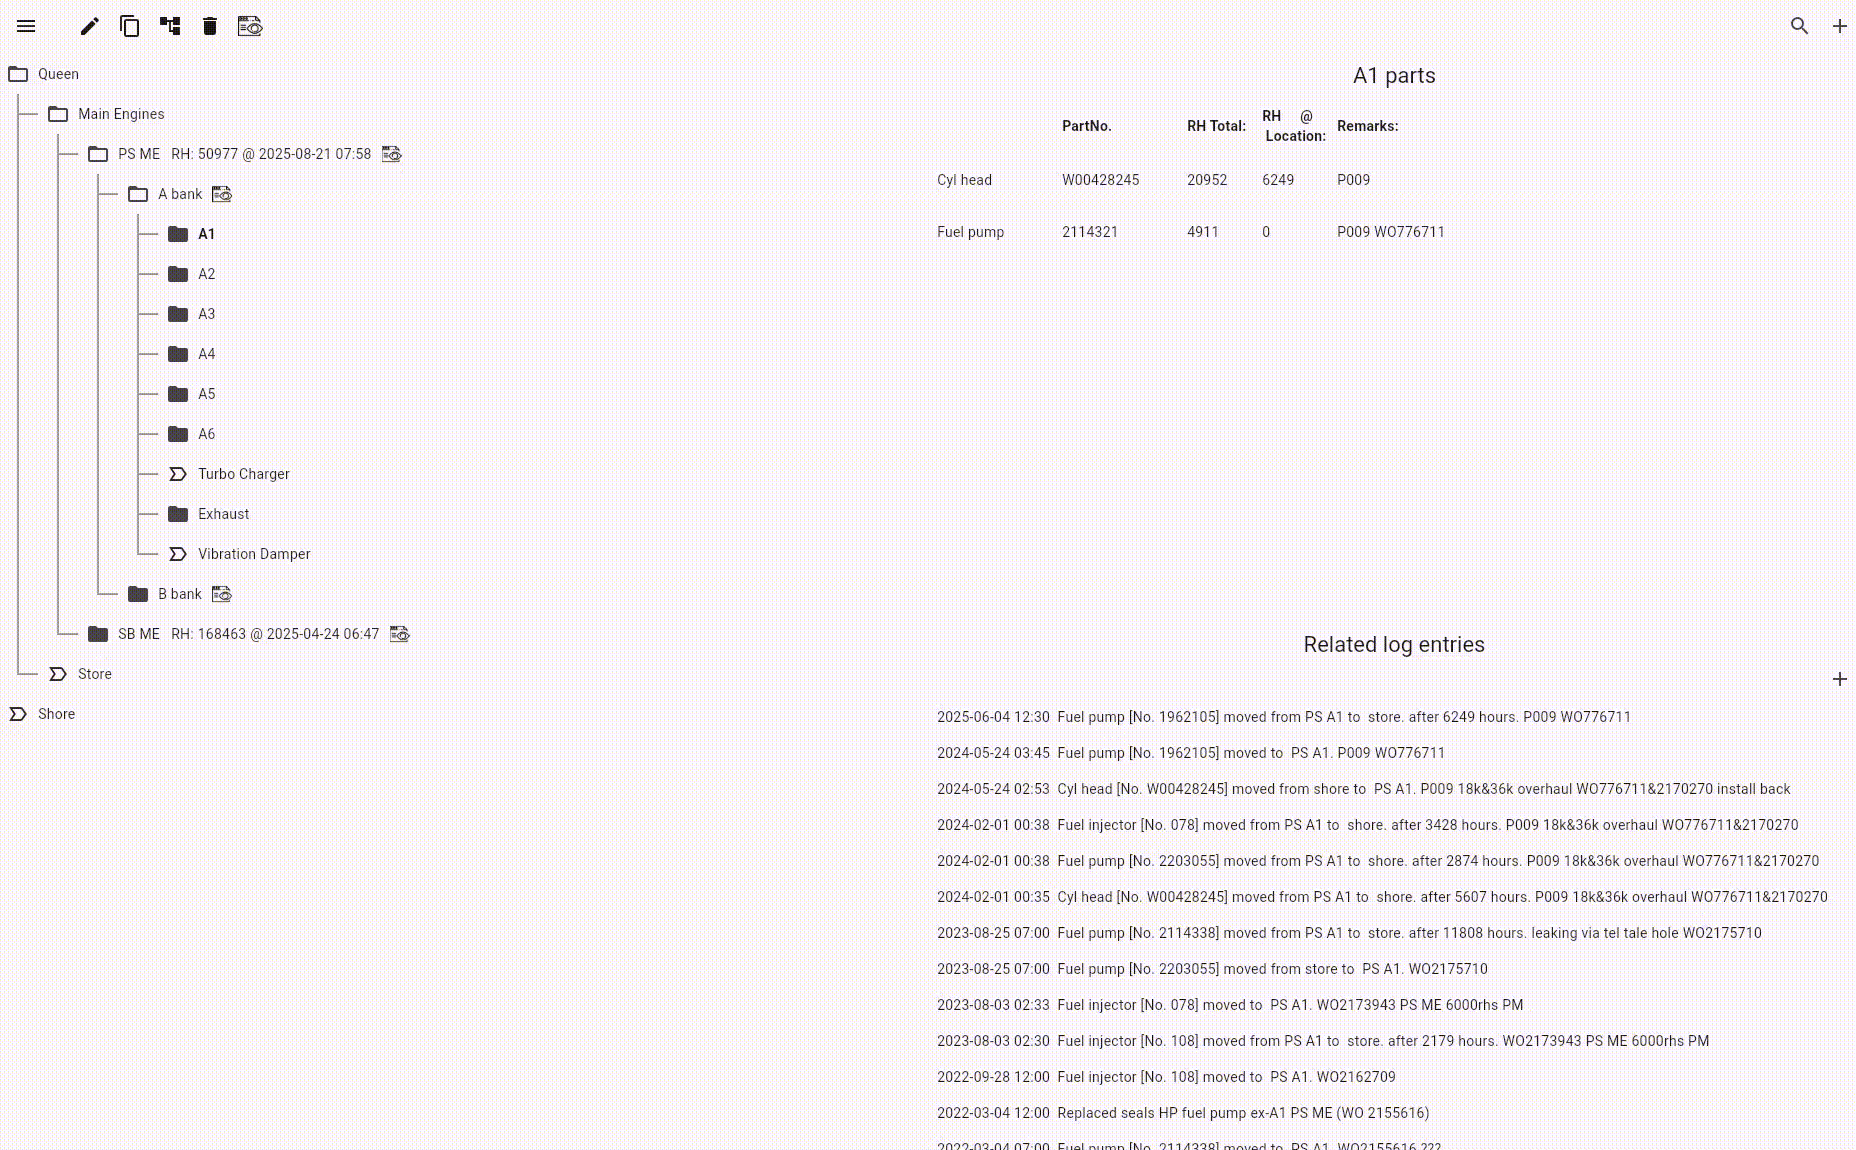 Queen
Main Engines
PS ME RH: 50977 @ 2025-08-21 07:58
A bank
A1
A2
A3
A4
A5
A6
Turbo Charger
Exhaust
Vibration Damper
B bank
SB ME RH: 168463 @ 2025-04-24 06:47
Store
Shore
A1 parts
PartNo. RH Total: RH @ Location: Remarks:
Cyl head W00428245 20952 6249 P009
Fuel pump 2114321 4911 0 P009 WO776711
Related log entries
2025-06-04 12:30 Fuel pump [No. 1962105] moved from PS A1 to store. after 6249 hours. P009 WO776711
2024-05-24 03:45 Fuel pump [No. 1962105] moved to PS A1. P009 WO776711
2024-05-24 02:53 Cyl head [No. W00428245] moved from shore to PS A1. P009 18k&36k overhaul WO776711&2170270 install back
2024-02-01 00:38 Fuel injector [No. 078] moved from PS A1 to shore. after 3428 hours. P009 18k&36k overhaul WO776711&2170270
2024-02-01 00:38 Fuel pump [No. 2203055] moved from PS A1 to shore. after 2874 hours. P009 18k&36k overhaul WO776711&2170270
2024-02-01 00:35 Cyl head [No. W00428245] moved from PS A1 to shore. after 5607 hours. P009 18k&36k overhaul WO776711&2170270
2023-08-25 07:00 Fuel pump [No. 2114338] moved from PS A1 to store. after 11808 hours. leaking via tel tale hole WO2175710
2023-08-25 07:00 Fuel pump [No. 2203055] moved from store to PS A1. WO2175710
2023-08-03 02:33 Fuel injector [No. 078] moved to PS A1. WO2173943 PS ME 6000rhs PM
2023-08-03 02:30 Fuel injector [No. 108] moved from PS A1 to store. after 2179 hours. WO2173943 PS ME 6000rhs PM
2022-09-28 12:00 Fuel injector [No. 108] moved to PS A1. WO2162709
2022-03-04 12:00 Replaced seals HP fuel pump ex-A1 PS ME (WO 2155616)
2022-03-04 07:00 Fuel pump [No. 2114338] moved to PS A1. WO2155616 ???